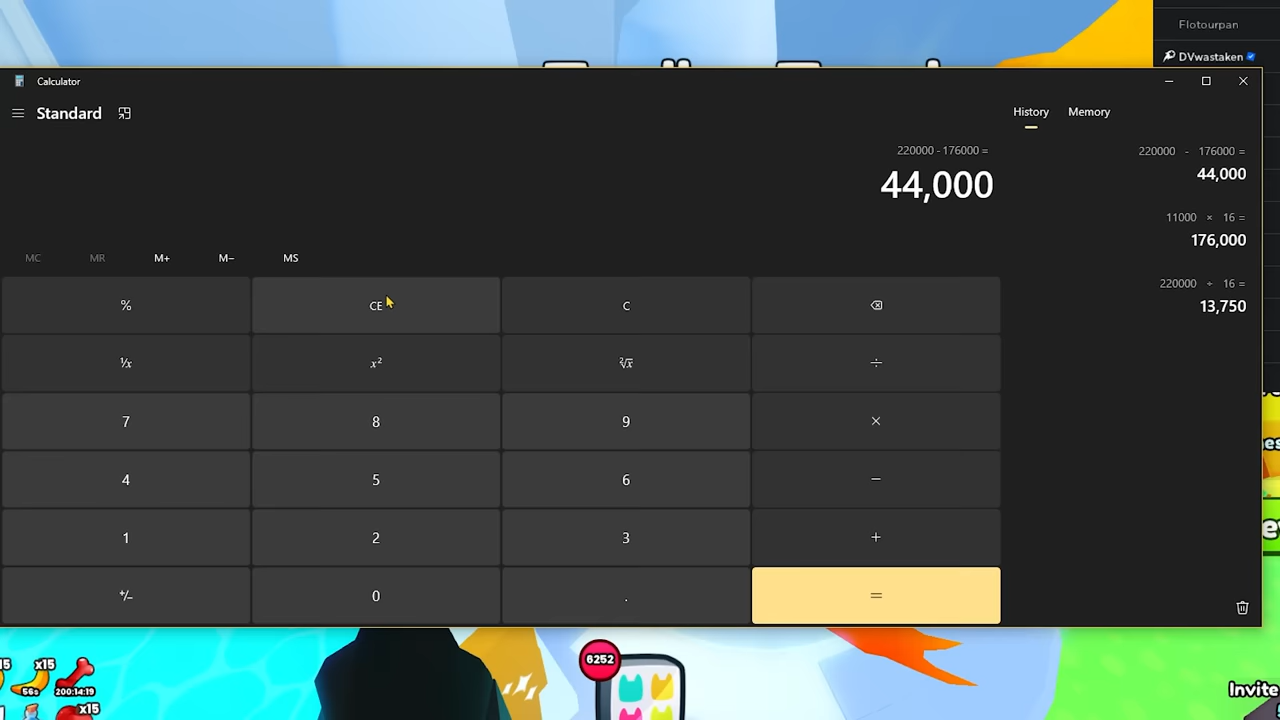 Flotourpan
DVwastaken
Calculator
Standard
History
Memory
220000 - 176000 =
44,000
220000 - 176000 =
44,000
11000 × 16 =
176,000
220000 ÷ 16 =
13,750
MC
MR
M+
M−
MS
%
CE
C
¹⁄x
x²
²√x
÷
7
8
9
×
4
5
6
−
1
2
3
+
+/−
0
.
=
x15
56s
200:14:19
x15
6252
Invite